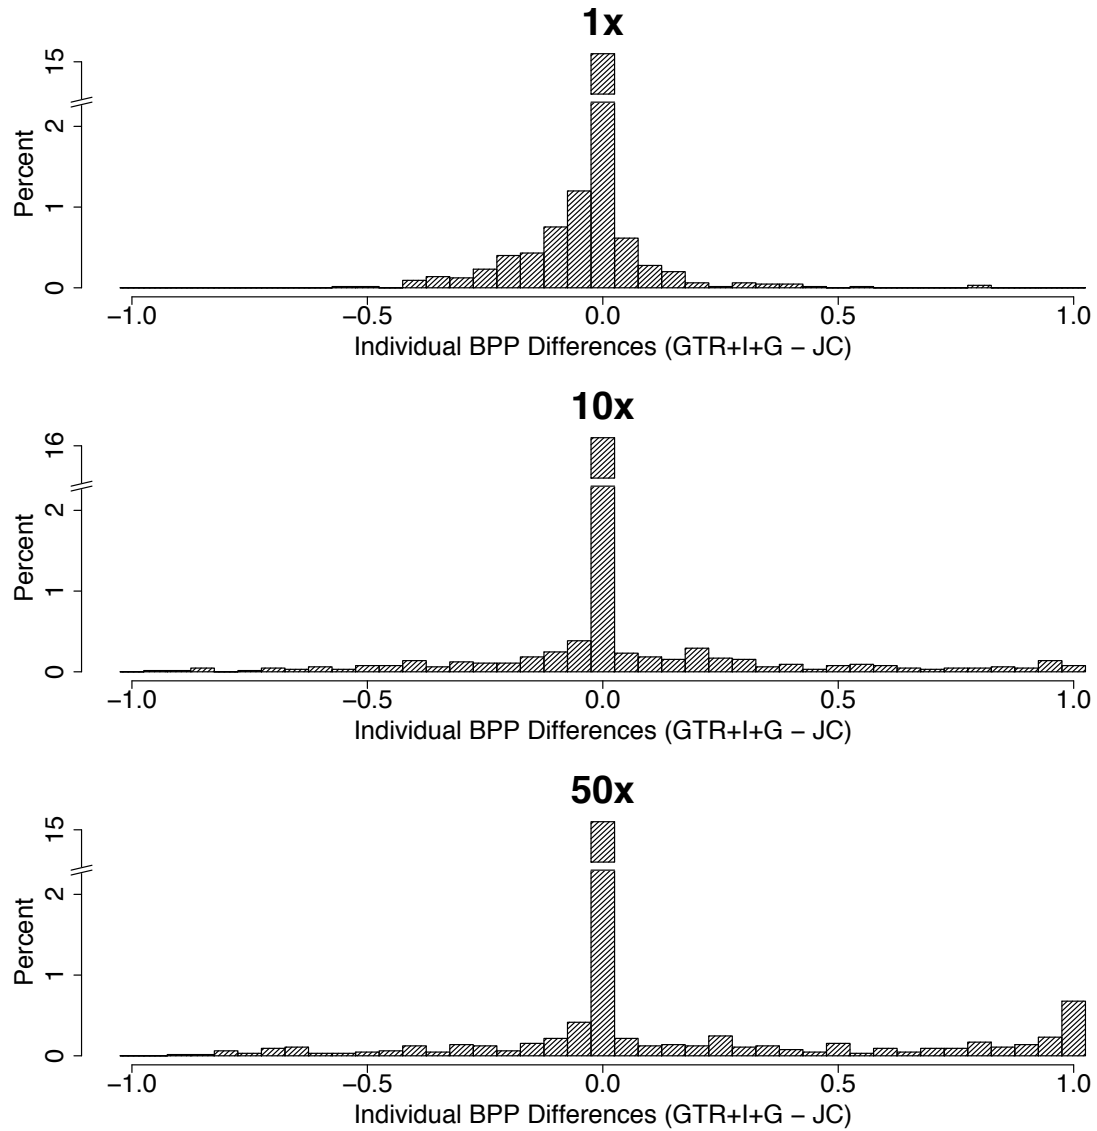 1x
Percent
15
2
1
0
−1.0 −0.5 0.0 0.5 1.0
Individual BPP Differences (GTR+I+G − JC)
10x
Percent
16
2
1
0
−1.0 −0.5 0.0 0.5 1.0
Individual BPP Differences (GTR+I+G − JC)
50x
Percent
15
2
1
0
−1.0 −0.5 0.0 0.5 1.0
Individual BPP Differences (GTR+I+G − JC)